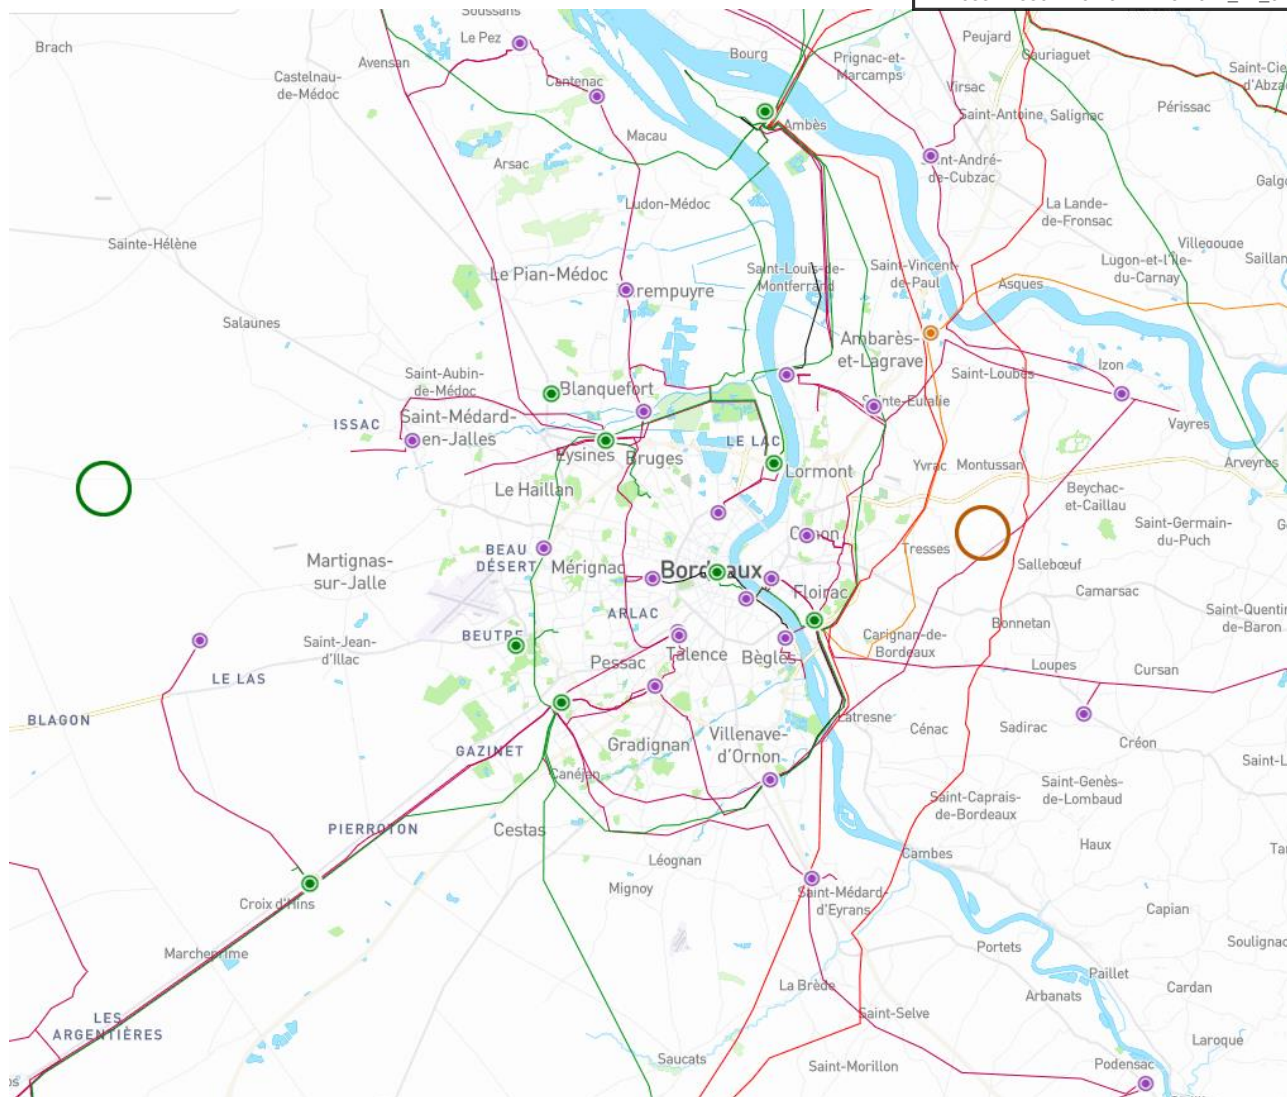 Soussans
Le Pez
Brach
Avensan
Bourg
Peujard
Cauriaguet
Prignac-et-
Marcamps
Saint-Cie
d'Abza
Castelnau-
de-Médoc
Cantenac
Virsac
Saint-Antoine
Salignac
Périssac
Macau
Ambès
Arsac
nt-André-
de-Cubzac
Galgo
Ludon-Médoc
La Lande-
de-Fronsac
Sainte-Hélène
Villegouge
Saillan
Lugon-et-l'Île-
du-Carnay
Le Pian-Médoc
rempuyre
Saint-Louis-de-
Montferrand
Saint-Vincent-
de-Paul
Asques
Salaunes
Ambarès-
et-Lagrave
Saint-Loubès
Izon
Saint-Aubin-
de-Médoc
Blanquefort
Sainte-Eulalie
Vayres
ISSAC
Saint-Médard-
en-Jalles
Eysines
Bruges
LE LAC
Lormont
Yvrac
Montussan
Arveyres
Le Haillan
Beychac-
et-Caillau
Saint-Germain-
du-Puch
Martignas-
sur-Jalle
BEAU
DÉSERT
Mérignac
Bordeaux
Cenon
Tresses
Sallebœuf
Floirac
Camarsac
ARLAC
Saint-Quentin
de-Baron
Saint-Jean-
d'Illac
BEUTRE
Pessac
Talence
Bègles
Carignan-de-
Bordeaux
Bonnetan
Loupes
Cursan
LE LAS
BLAGON
Latresne
Cénac
Sadirac
Créon
GAZINET
Gradignan
Villenave-
d'Ornon
Saint-L
Canéjan
Saint-Genès-
de-Lombaud
Saint-Caprais-
de-Bordeaux
PIERROTON
Cestas
Haux
Léognan
Cambes
Mignoy
Croix d'Hins
Saint-Médard-
d'Eyrans
Capian
Soulignac
Marcheprime
Portets
Paillet
La Brède
Cardan
Arbanats
LES
ARGENTIÈRES
Saint-Selve
Laroque
Saucats
Saint-Morillon
Podensac